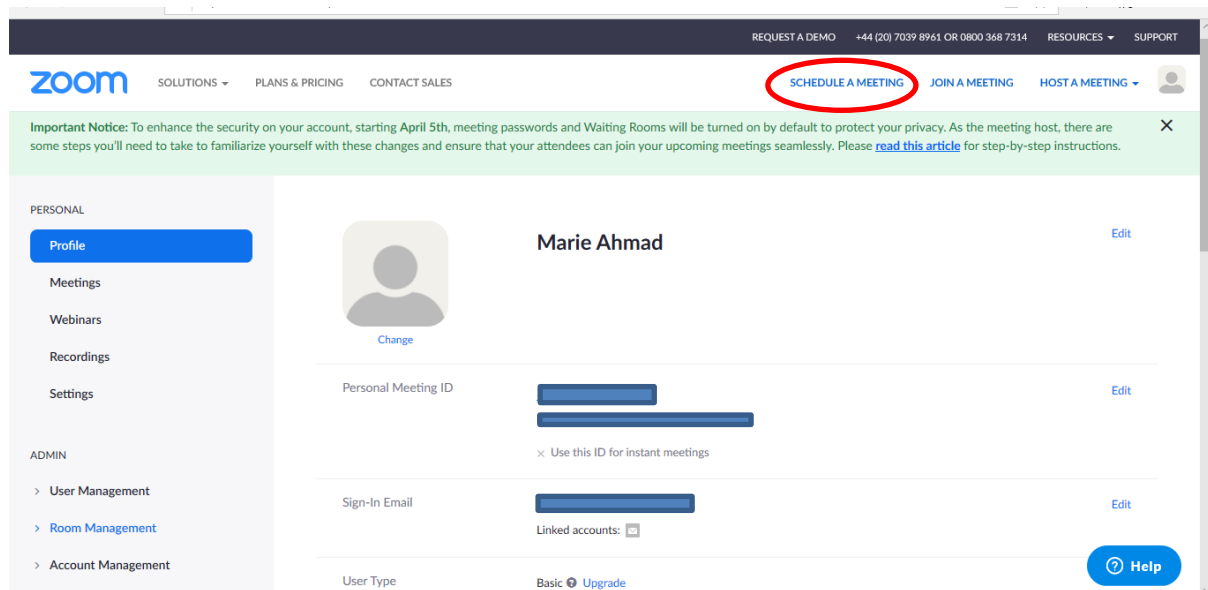 REQUEST A DEMO +44 (20) 7039 8961 OR 0800 368 7314 RESOURCES SUPPORT
zoom SOLUTIONS PLANS & PRICING CONTACT SALES SCHEDULE A MEETING JOIN A MEETING HOST A MEETING
Important Notice: To enhance the security on your account, starting April 5th, meeting passwords and Waiting Rooms will be turned on by default to protect your privacy. As the meeting host, there are
some steps you'll need to take to familiarize yourself with these changes and ensure that your attendees can join your upcoming meetings seamlessly. Please read this article for step-by-step instructions.
PERSONAL
Profile
Meetings
Webinars
Recordings
Settings
ADMIN
User Management
Room Management
Account Management
Marie Ahmad Edit
Change
Personal Meeting ID Edit
Use this ID for instant meetings
Sign-In Email Edit
Linked accounts:
User Type Basic Upgrade
Help